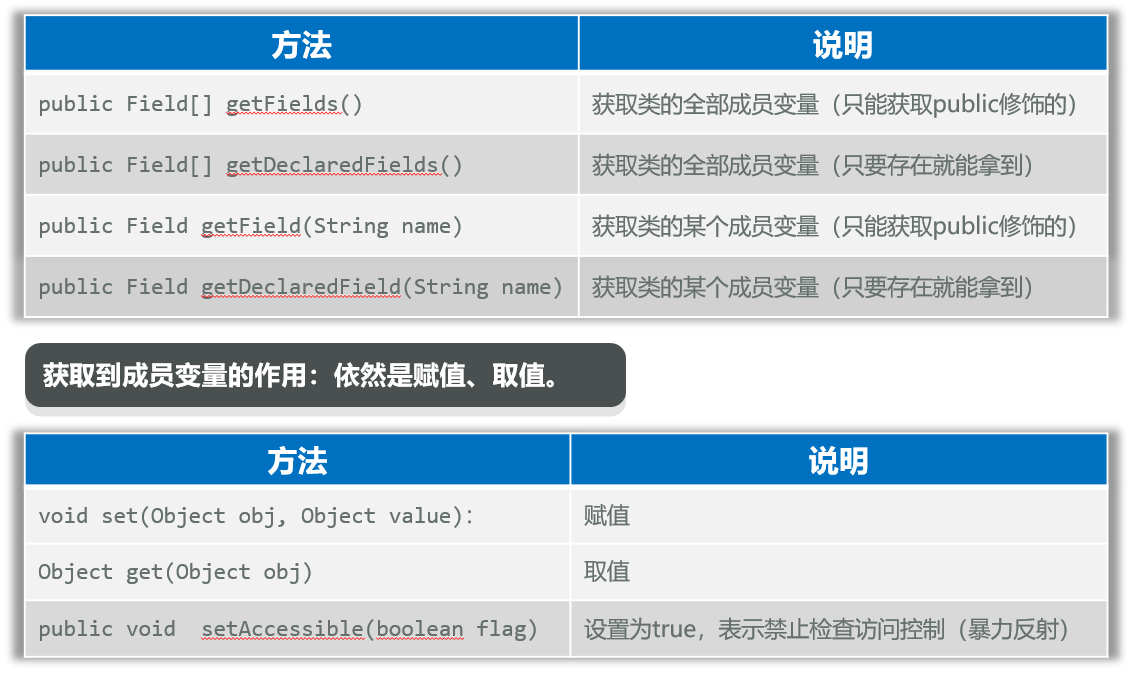 方法 说明
public Field[] getFields() 获取类的全部成员变量（只能获取public修饰的）
public Field[] getDeclaredFields() 获取类的全部成员变量（只要存在就能拿到）
public Field getField(String name) 获取类的某个成员变量（只能获取public修饰的）
public Field getDeclaredField(String name) 获取类的某个成员变量（只要存在就能拿到）
获取到成员变量的作用：依然是赋值、取值。
方法 说明
void set(Object obj, Object value)： 赋值
Object get(Object obj) 取值
public void setAccessible(boolean flag) 设置为true，表示禁止检查访问控制（暴力反射）